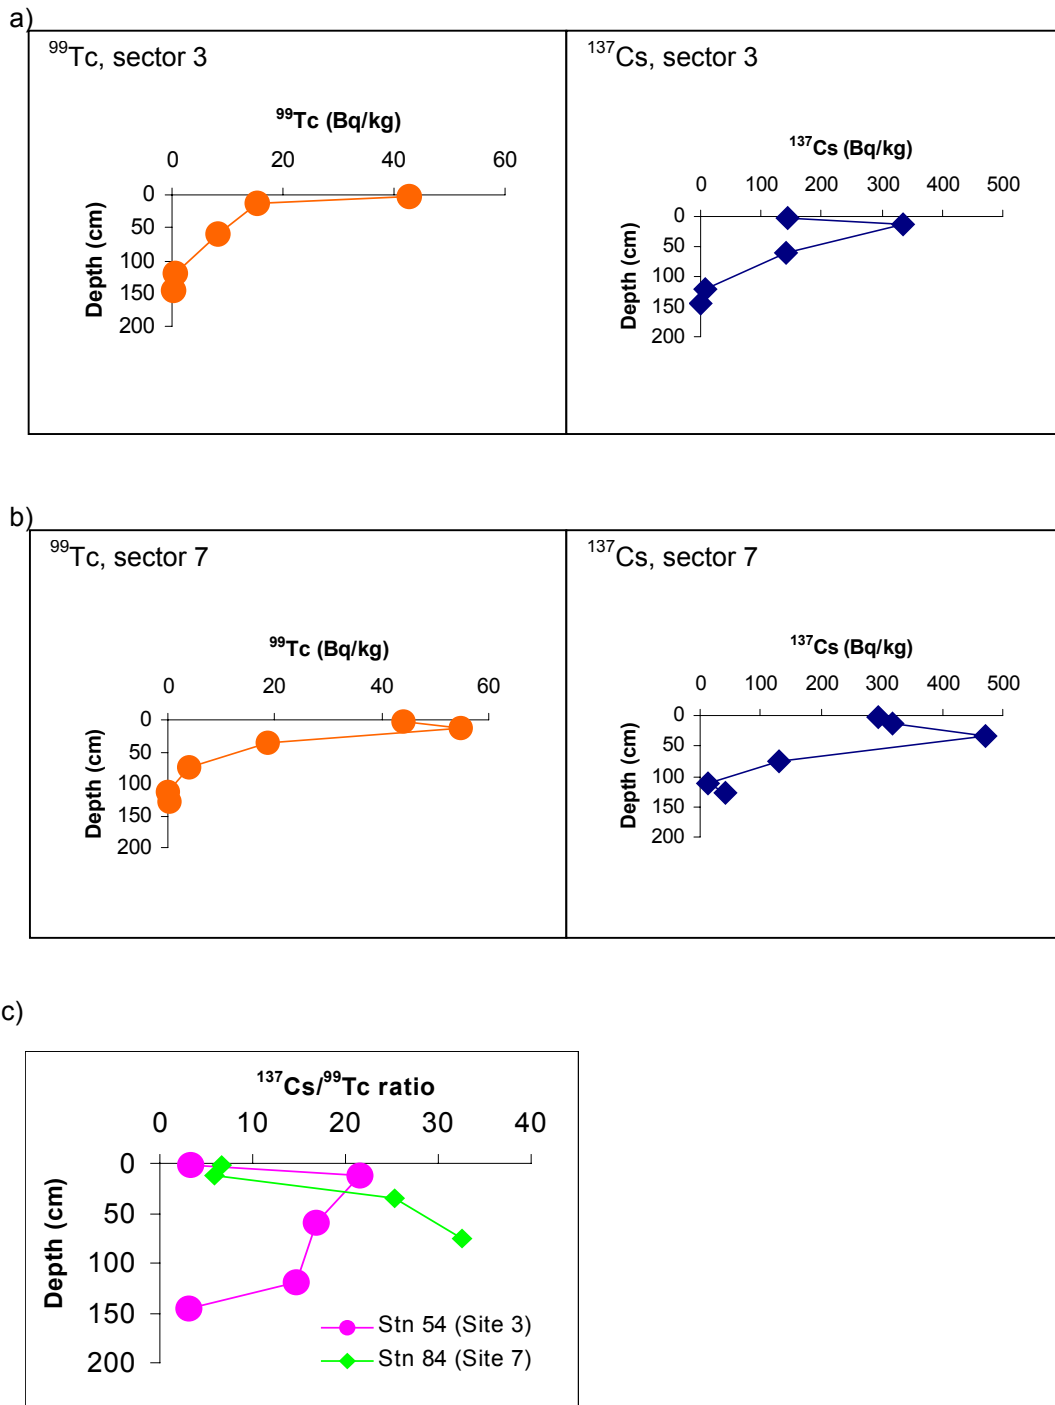 a)
⁹⁹Tc, sector 3
⁹⁹Tc (Bq/kg)
0 20 40 60
Depth (cm)
0
50
100
150
200
¹³⁷Cs, sector 3
¹³⁷Cs (Bq/kg)
0 100 200 300 400 500
Depth (cm)
0
50
100
150
200
b)
⁹⁹Tc, sector 7
⁹⁹Tc (Bq/kg)
0 20 40 60
Depth (cm)
0
50
100
150
200
¹³⁷Cs, sector 7
¹³⁷Cs (Bq/kg)
0 100 200 300 400 500
Depth (cm)
0
50
100
150
200
c)
¹³⁷Cs/⁹⁹Tc ratio
0 10 20 30 40
Depth (cm)
0
50
100
150
200
Stn 54 (Site 3)
Stn 84 (Site 7)